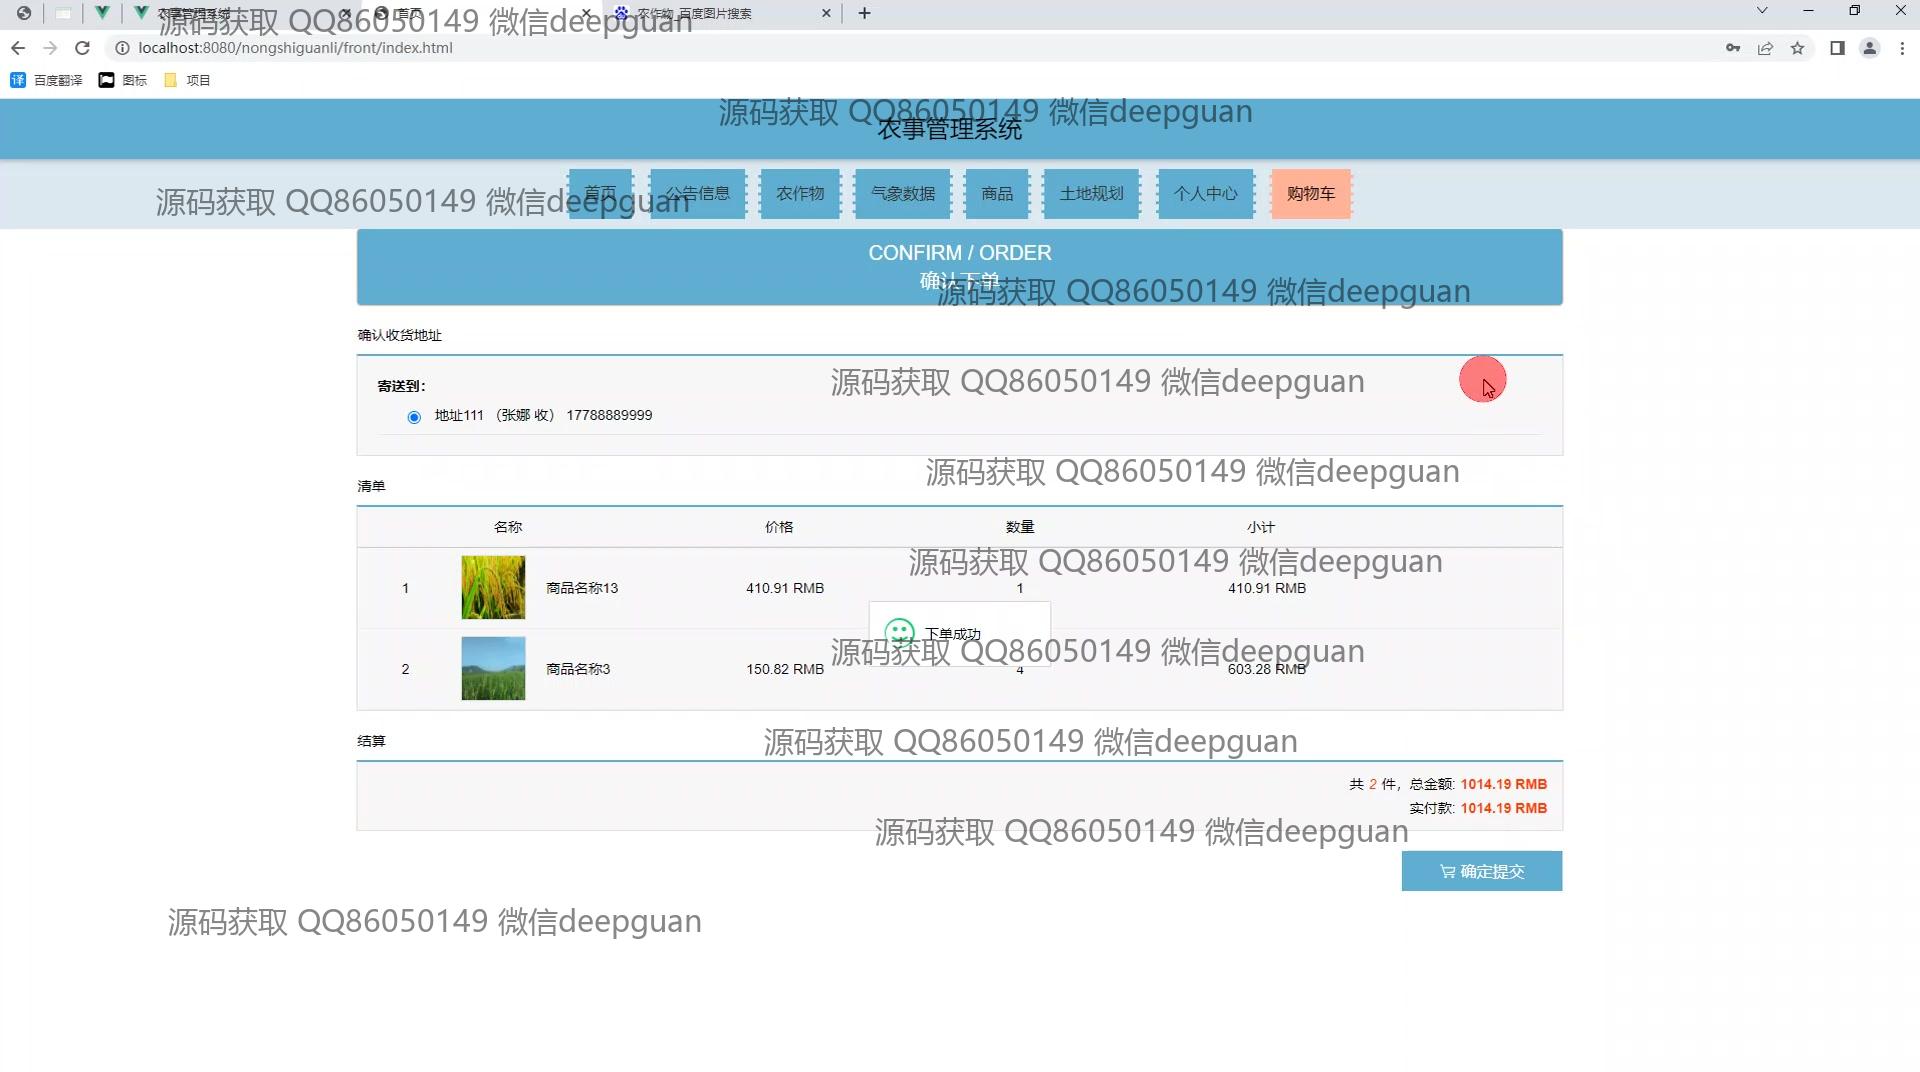 农事管理系统
首页
农作物_百度图片搜索
源码获取 QQ86050149 微信deepguan
localhost:8080/nongshiguanli/front/index.html
译 百度翻译 图标 项目
源码获取 QQ86050149 微信deepguan
农事管理系统
首页 公告信息 农作物 气象数据 商品 土地规划 个人中心 购物车
源码获取 QQ86050149 微信deepguan
CONFIRM / ORDER
确认下单
源码获取 QQ86050149 微信deepguan
确认收货地址
寄送到:
源码获取 QQ86050149 微信deepguan
地址111 （张娜 收） 17788889999
源码获取 QQ86050149 微信deepguan
清单
名称 价格 数量 小计
源码获取 QQ86050149 微信deepguan
1 商品名称13 410.91 RMB 1 410.91 RMB
下单成功
源码获取 QQ86050149 微信deepguan
2 商品名称3 150.82 RMB 4 603.28 RMB
结算
源码获取 QQ86050149 微信deepguan
共 2 件，总金额: 1014.19 RMB
实付款: 1014.19 RMB
源码获取 QQ86050149 微信deepguan
确定提交
源码获取 QQ86050149 微信deepguan